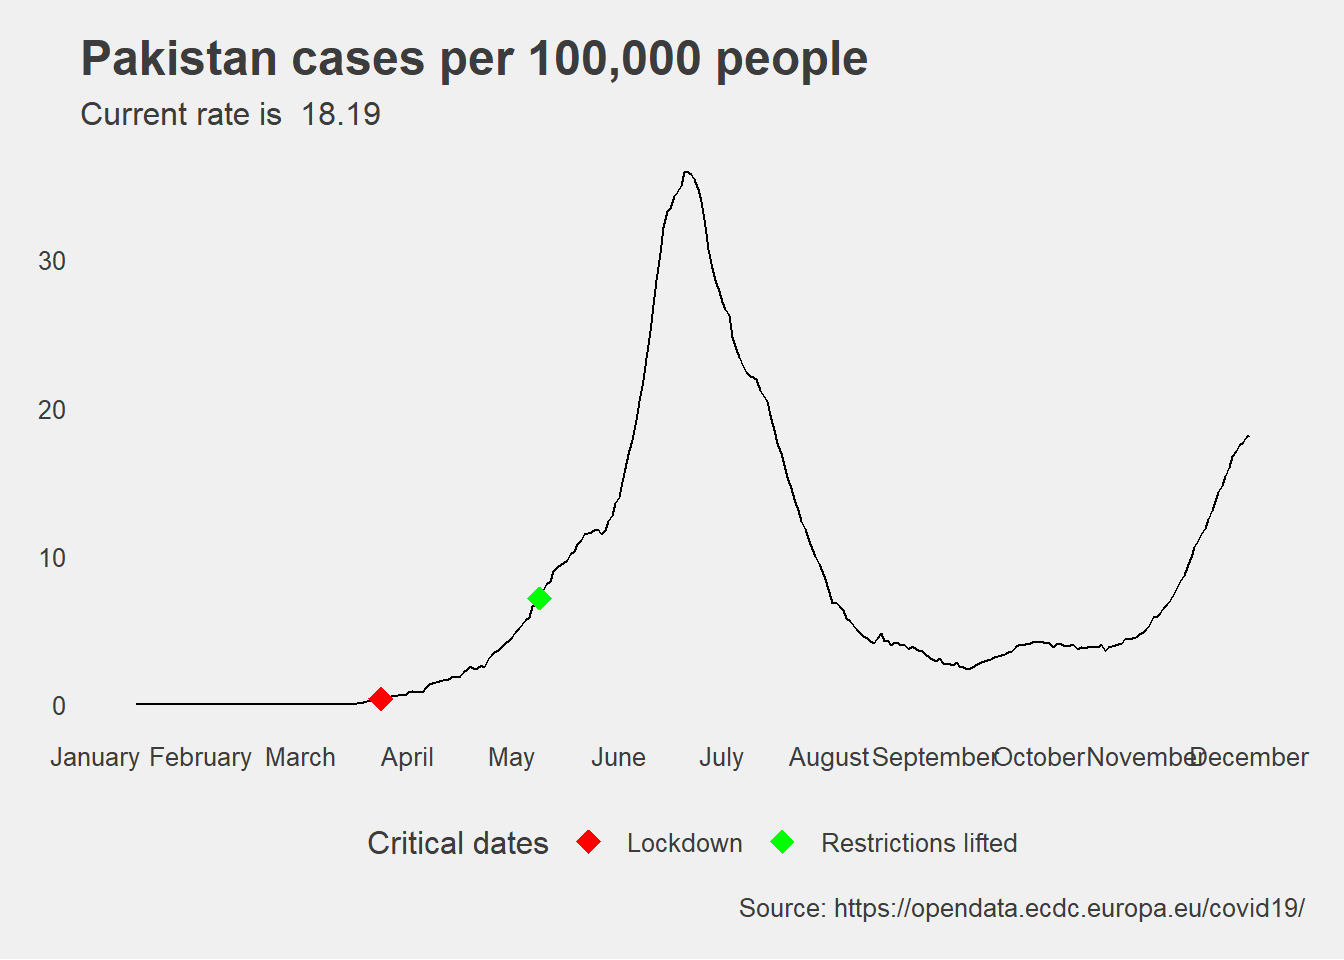 Pakistan cases per 100,000 people
Current rate is  18.19
30
20
10
0
January February March April May June July August September October November December
Critical dates Lockdown Restrictions lifted
Source: https://opendata.ecdc.europa.eu/covid19/